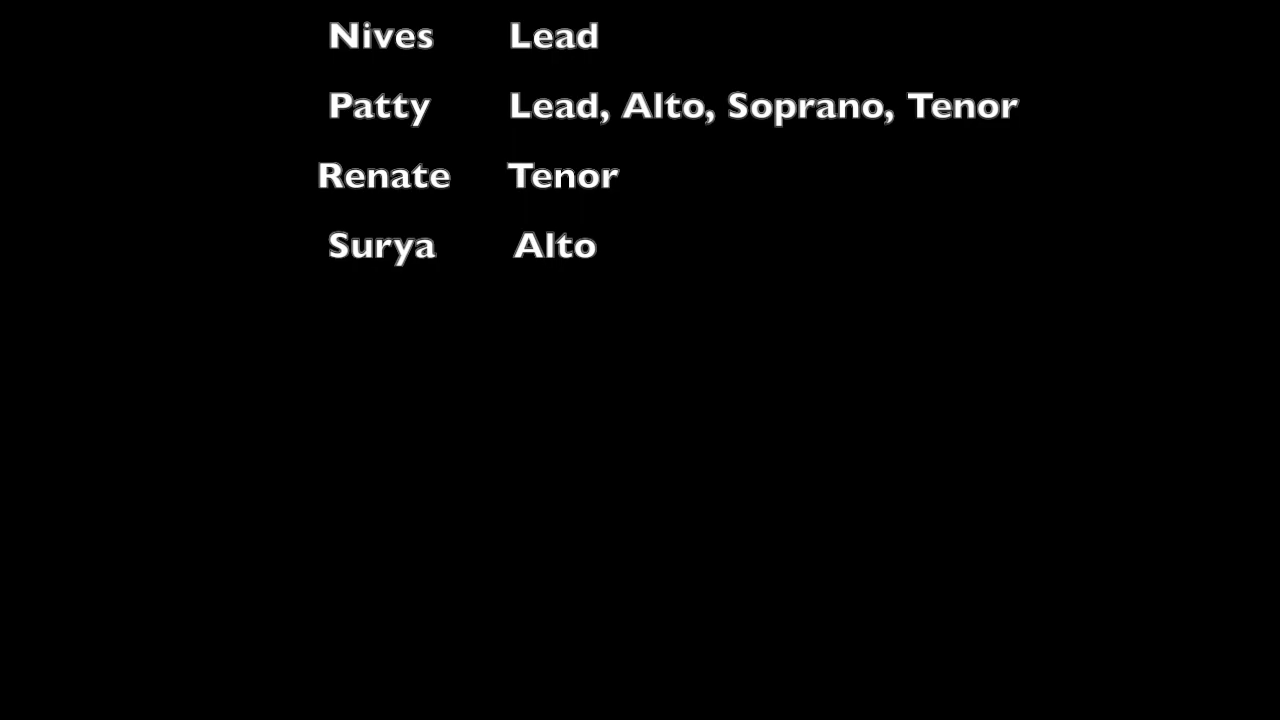 Nives Lead
Patty Lead, Alto, Soprano, Tenor
Renate Tenor
Surya Alto